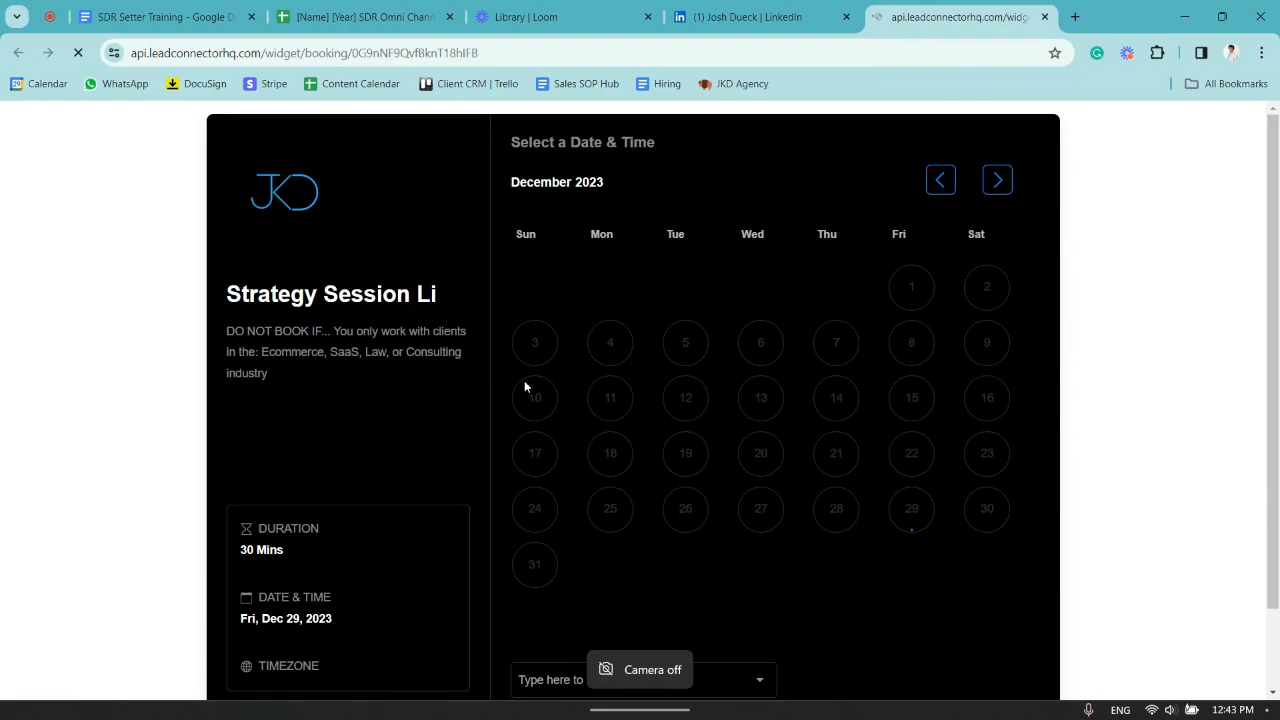 SDR Setter Training - Google D
[Name] [Year] SDR Omni Chann
Library | Loom
(1) Josh Dueck | LinkedIn
api.leadconnectorhq.com/widg
api.leadconnectorhq.com/widget/booking/0G9nNF9QvfBknT18hIFB
Calendar
WhatsApp
DocuSign
Stripe
Content Calendar
Client CRM | Trello
Sales SOP Hub
Hiring
JKD Agency
All Bookmarks
JKD
Strategy Session Li
DO NOT BOOK IF... You only work with clients
in the: Ecommerce, SaaS, Law, or Consulting
industry
DURATION
30 Mins
DATE & TIME
Fri, Dec 29, 2023
TIMEZONE
Select a Date & Time
December 2023
Sun Mon Tue Wed Thu Fri Sat
1 2
3 4 5 6 7 8 9
10 11 12 13 14 15 16
17 18 19 20 21 22 23
24 25 26 27 28 29 30
31
Type here to
Camera off
ENG
12:43 PM